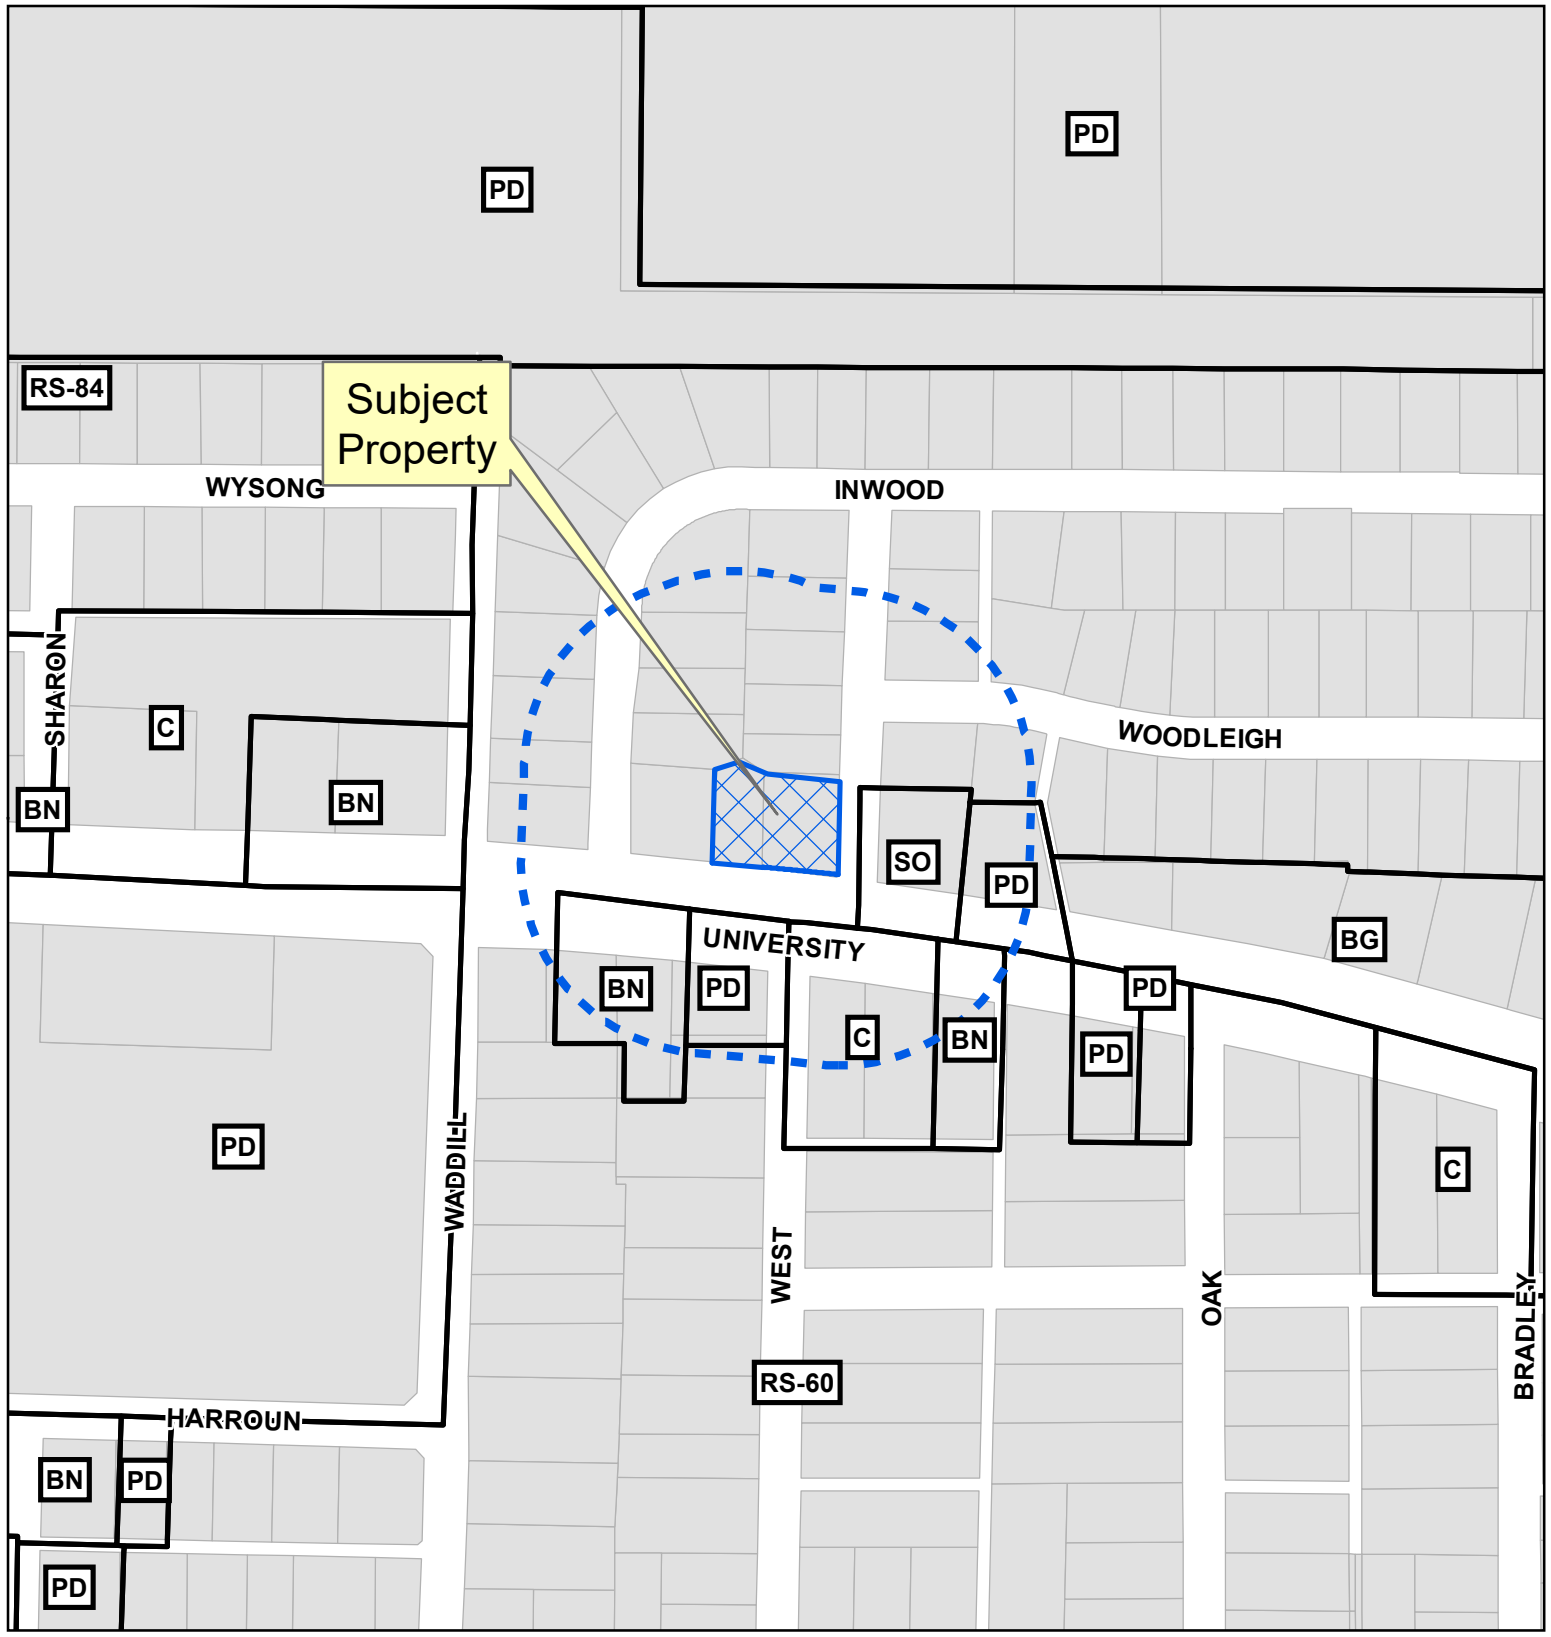 PD
PD
RS-84
Subject
Property
WYSONG
INWOOD
SHARON
C
WOODLEIGH
BN
BN
SO
PD
BG
UNIVERSITY
BN
PD
PD
C
BN
PD
PD
WADDILL
C
WEST
OAK
BRADLEY
RS-60
HARROUN
BN
PD
PD